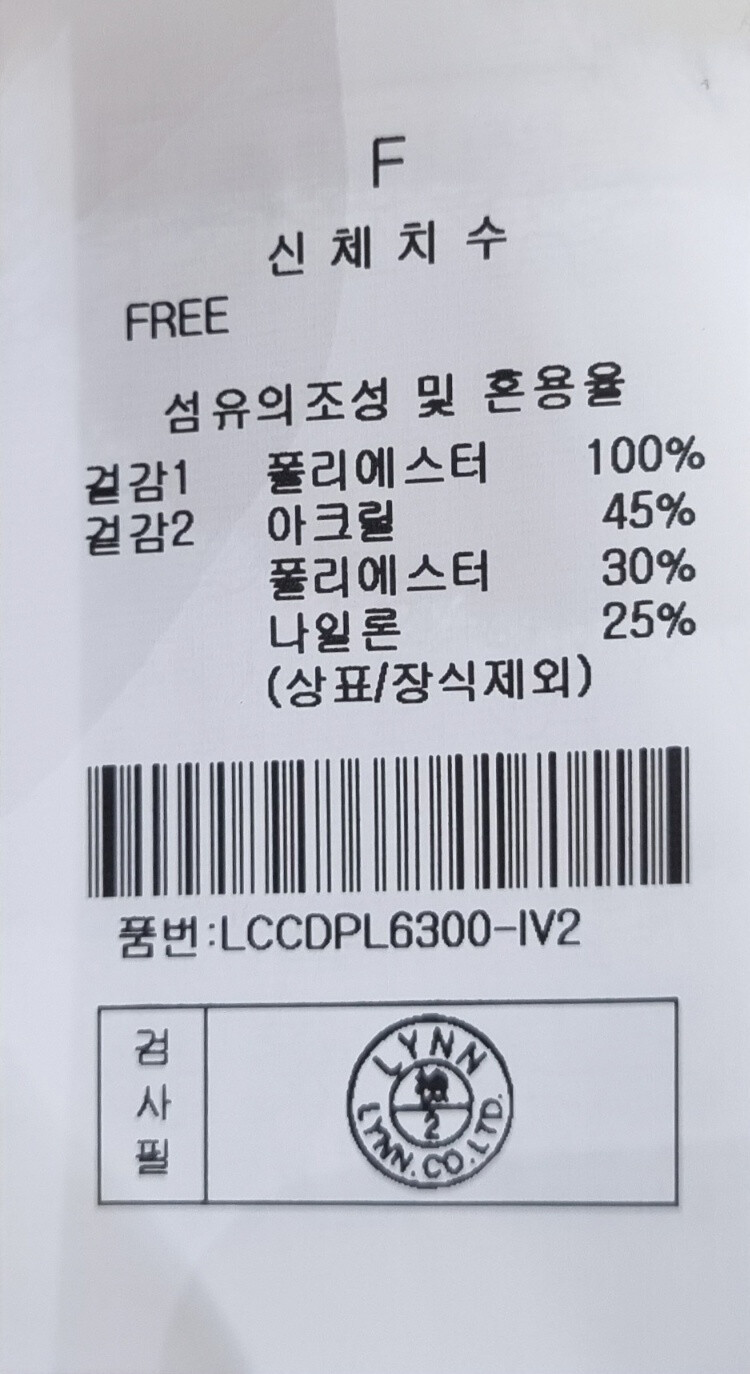 F
신체치수
FREE
섬유의조성 및 혼용율
겉감1 폴리에스터 100%
겉감2 아크릴 45%
폴리에스터 30%
나일론 25%
(상표/장식제외)
품번:LCCDPL6300-IV2
검사필
LYNN
2
LYNN.CO.LTD.